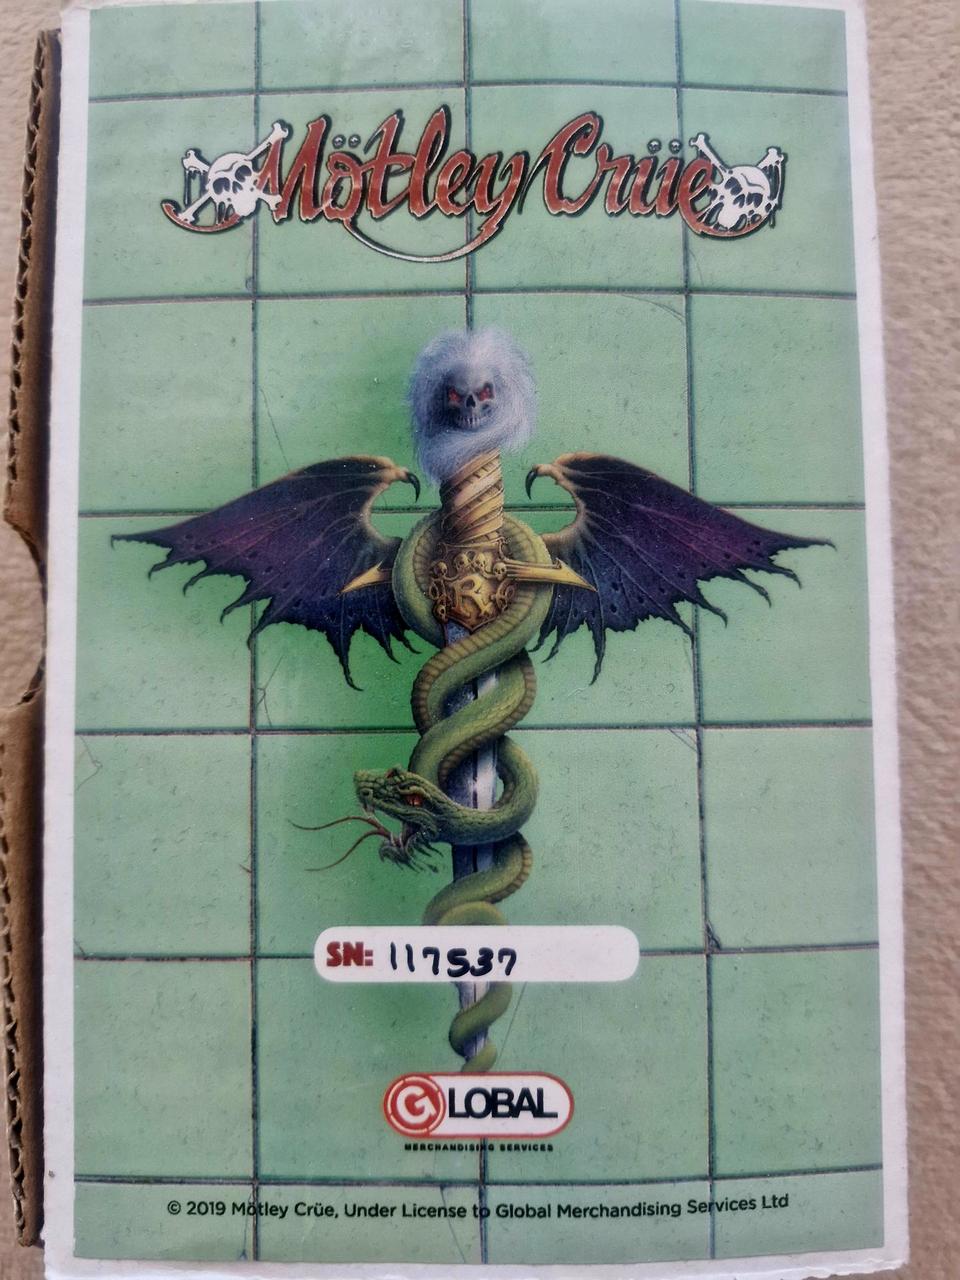 Mötley Crüe
R
SN: 117537
GLOBAL
MERCHANDISING SERVICES
© 2019 Mötley Crüe, Under License to Global Merchandising Services Ltd